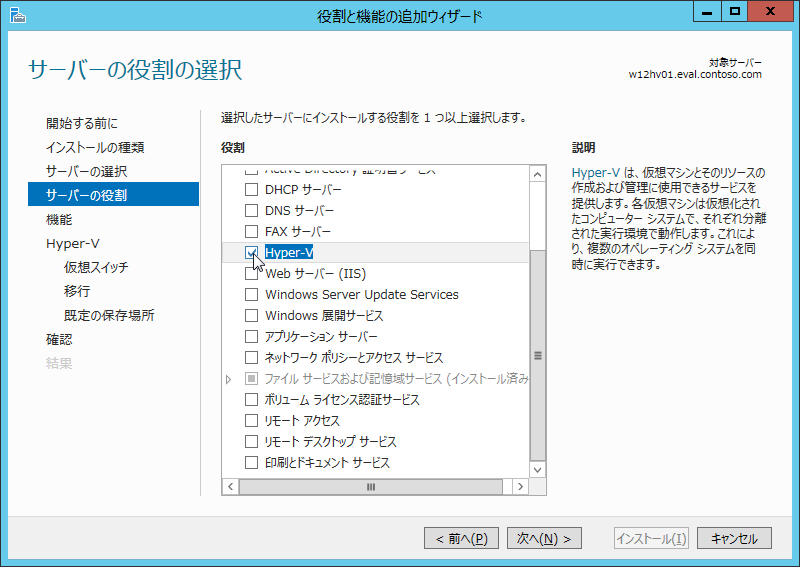 役割と機能の追加ウィザード
サーバーの役割の選択
対象サーバー
w12hv01.eval.contoso.com
開始する前に
インストールの種類
サーバーの選択
サーバーの役割
機能
Hyper-V
仮想スイッチ
移行
既定の保存場所
確認
結果
選択したサーバーにインストールする役割を 1 つ以上選択します。
役割
Active Directory 証明書サービス
DHCP サーバー
DNS サーバー
FAX サーバー
Hyper-V
Web サーバー (IIS)
Windows Server Update Services
Windows 展開サービス
アプリケーション サーバー
ネットワーク ポリシーとアクセス サービス
ファイル サービスおよび記憶域サービス (インストール済み
ボリューム ライセンス認証サービス
リモート アクセス
リモート デスクトップ サービス
印刷とドキュメント サービス
説明
Hyper-V は、仮想マシンとそのリソースの
作成および管理に使用できるサービスを
提供します。各仮想マシンは仮想化され
たコンピューター システムで、それぞれ分離
された実行環境で動作します。これによ
り、複数のオペレーティング システムを同
時に実行できます。
< 前へ(P)
次へ(N) >
インストール(I)
キャンセル